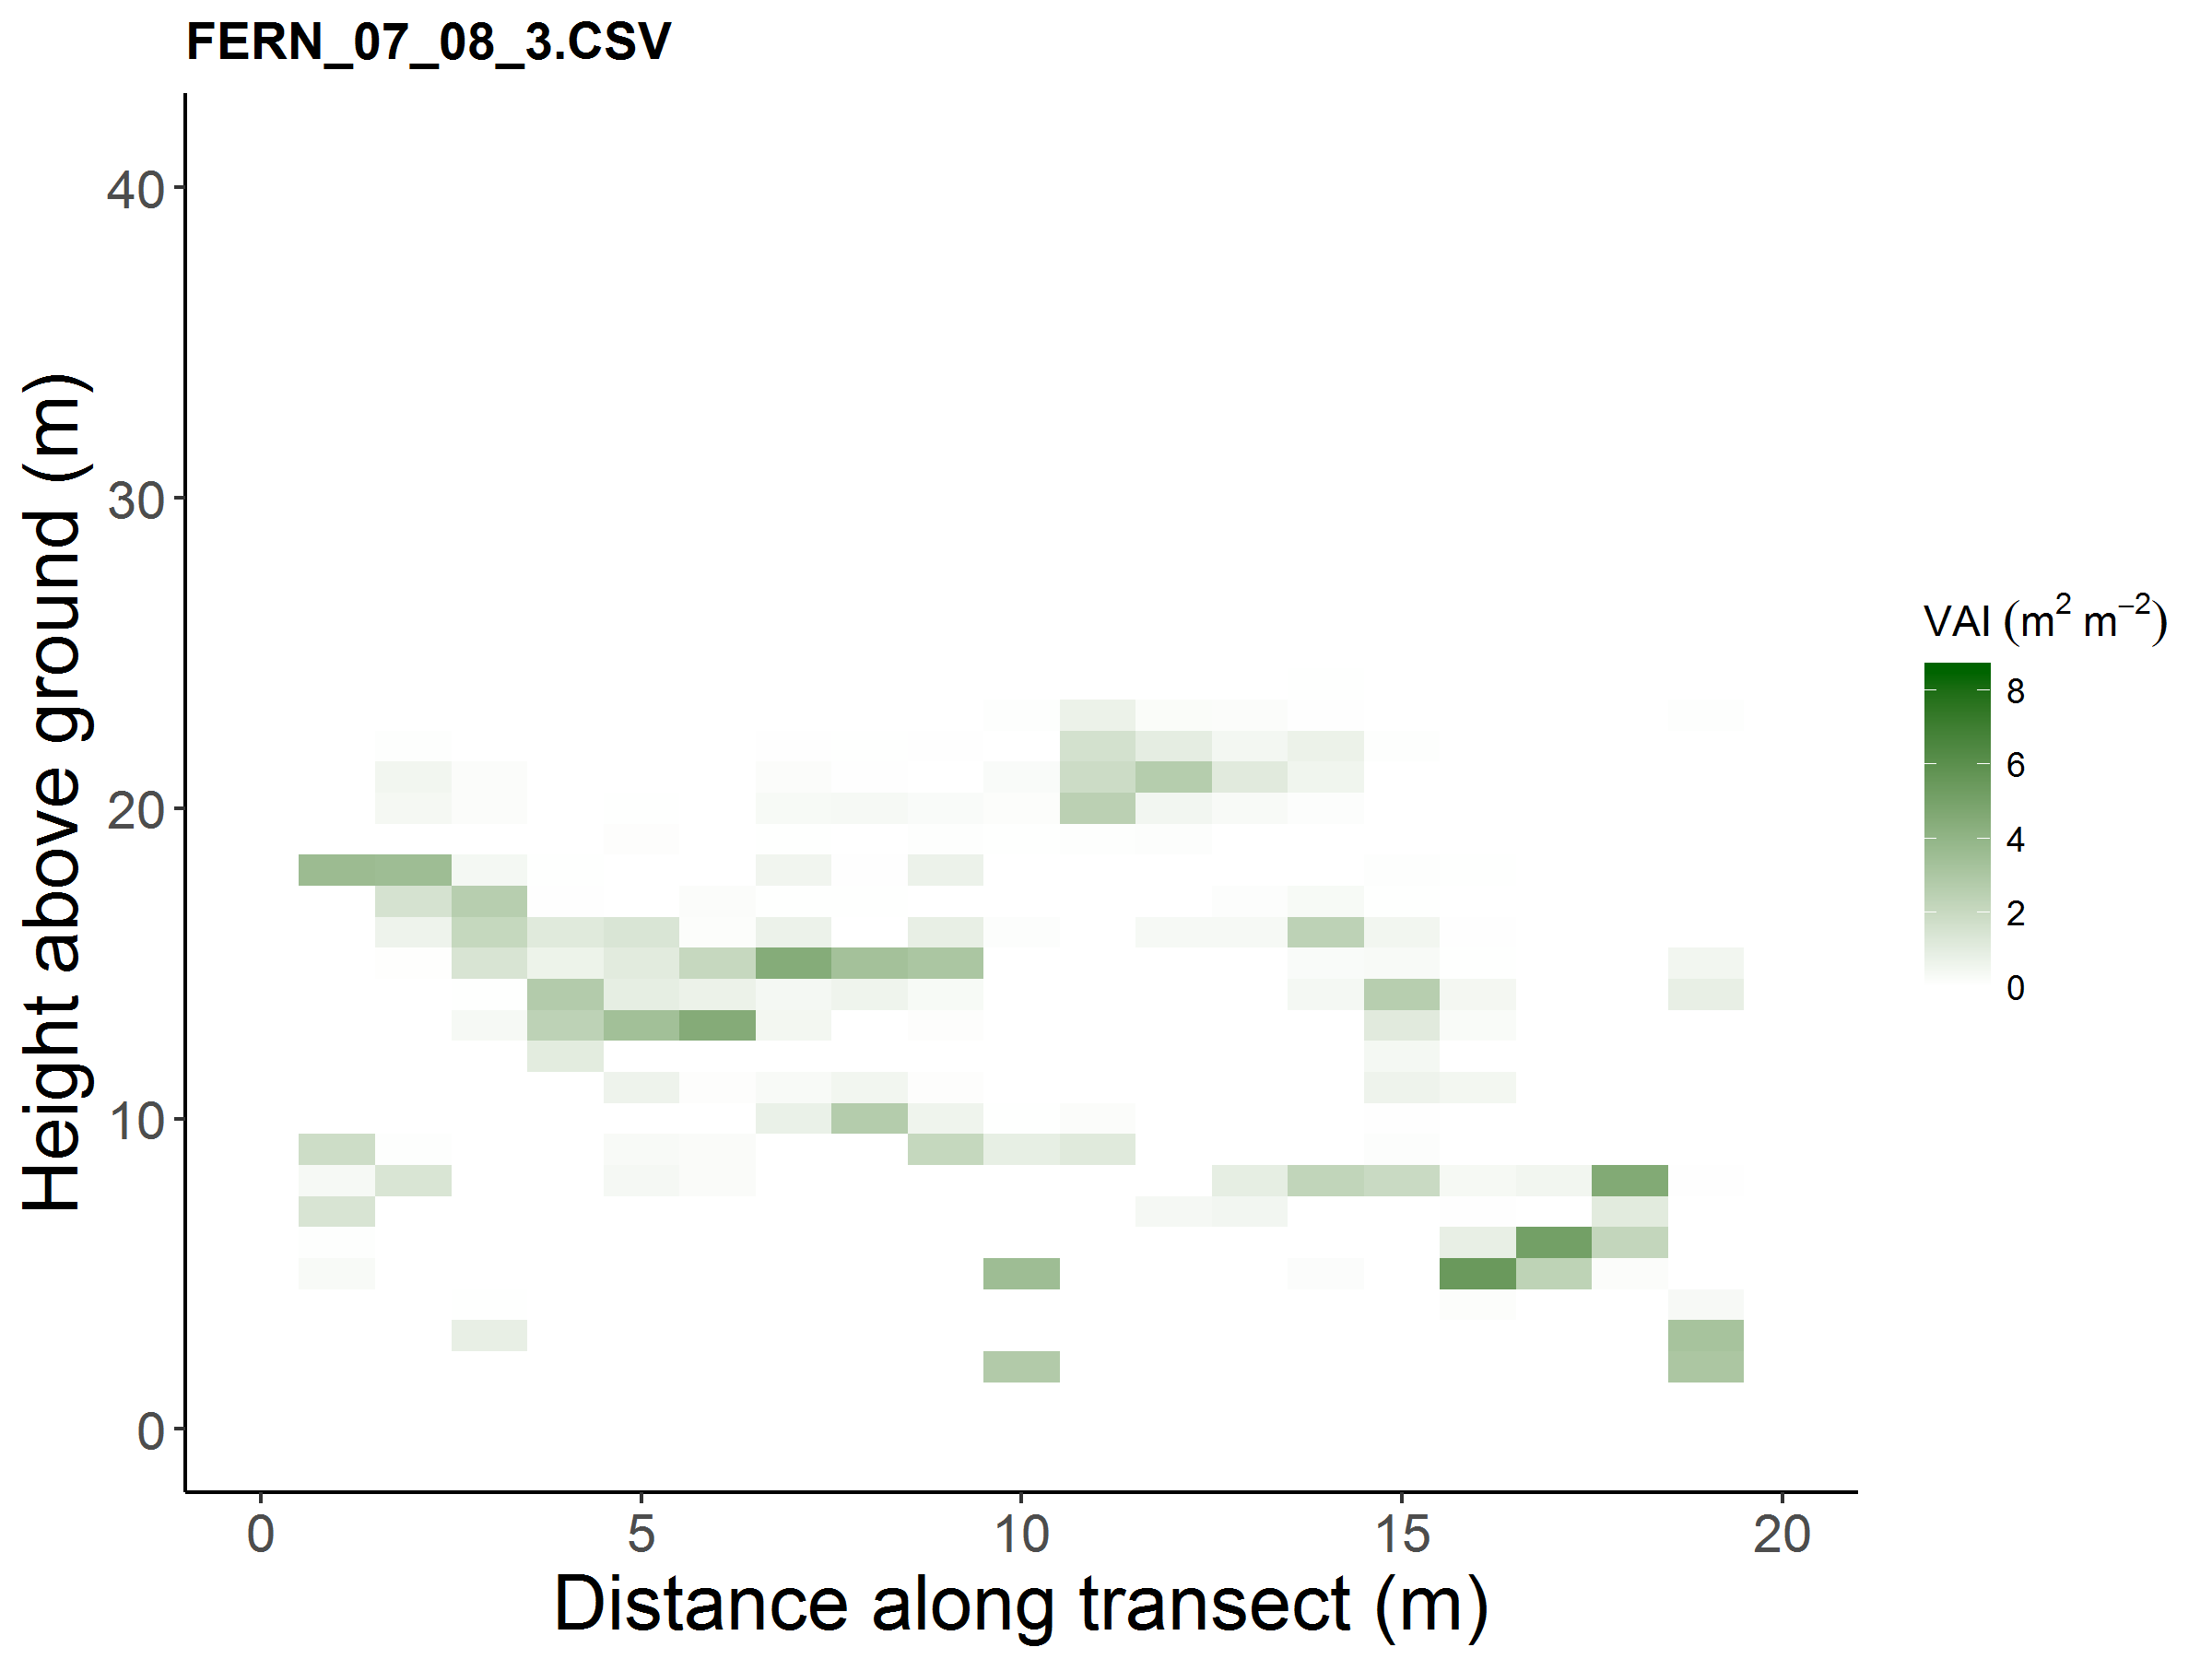 FERN_07_08_3.CSV
Height above ground (m)
40
30
20
10
0
0 5 10 15 20
Distance along transect (m)
VAI (m² m⁻²)
8
6
4
2
0